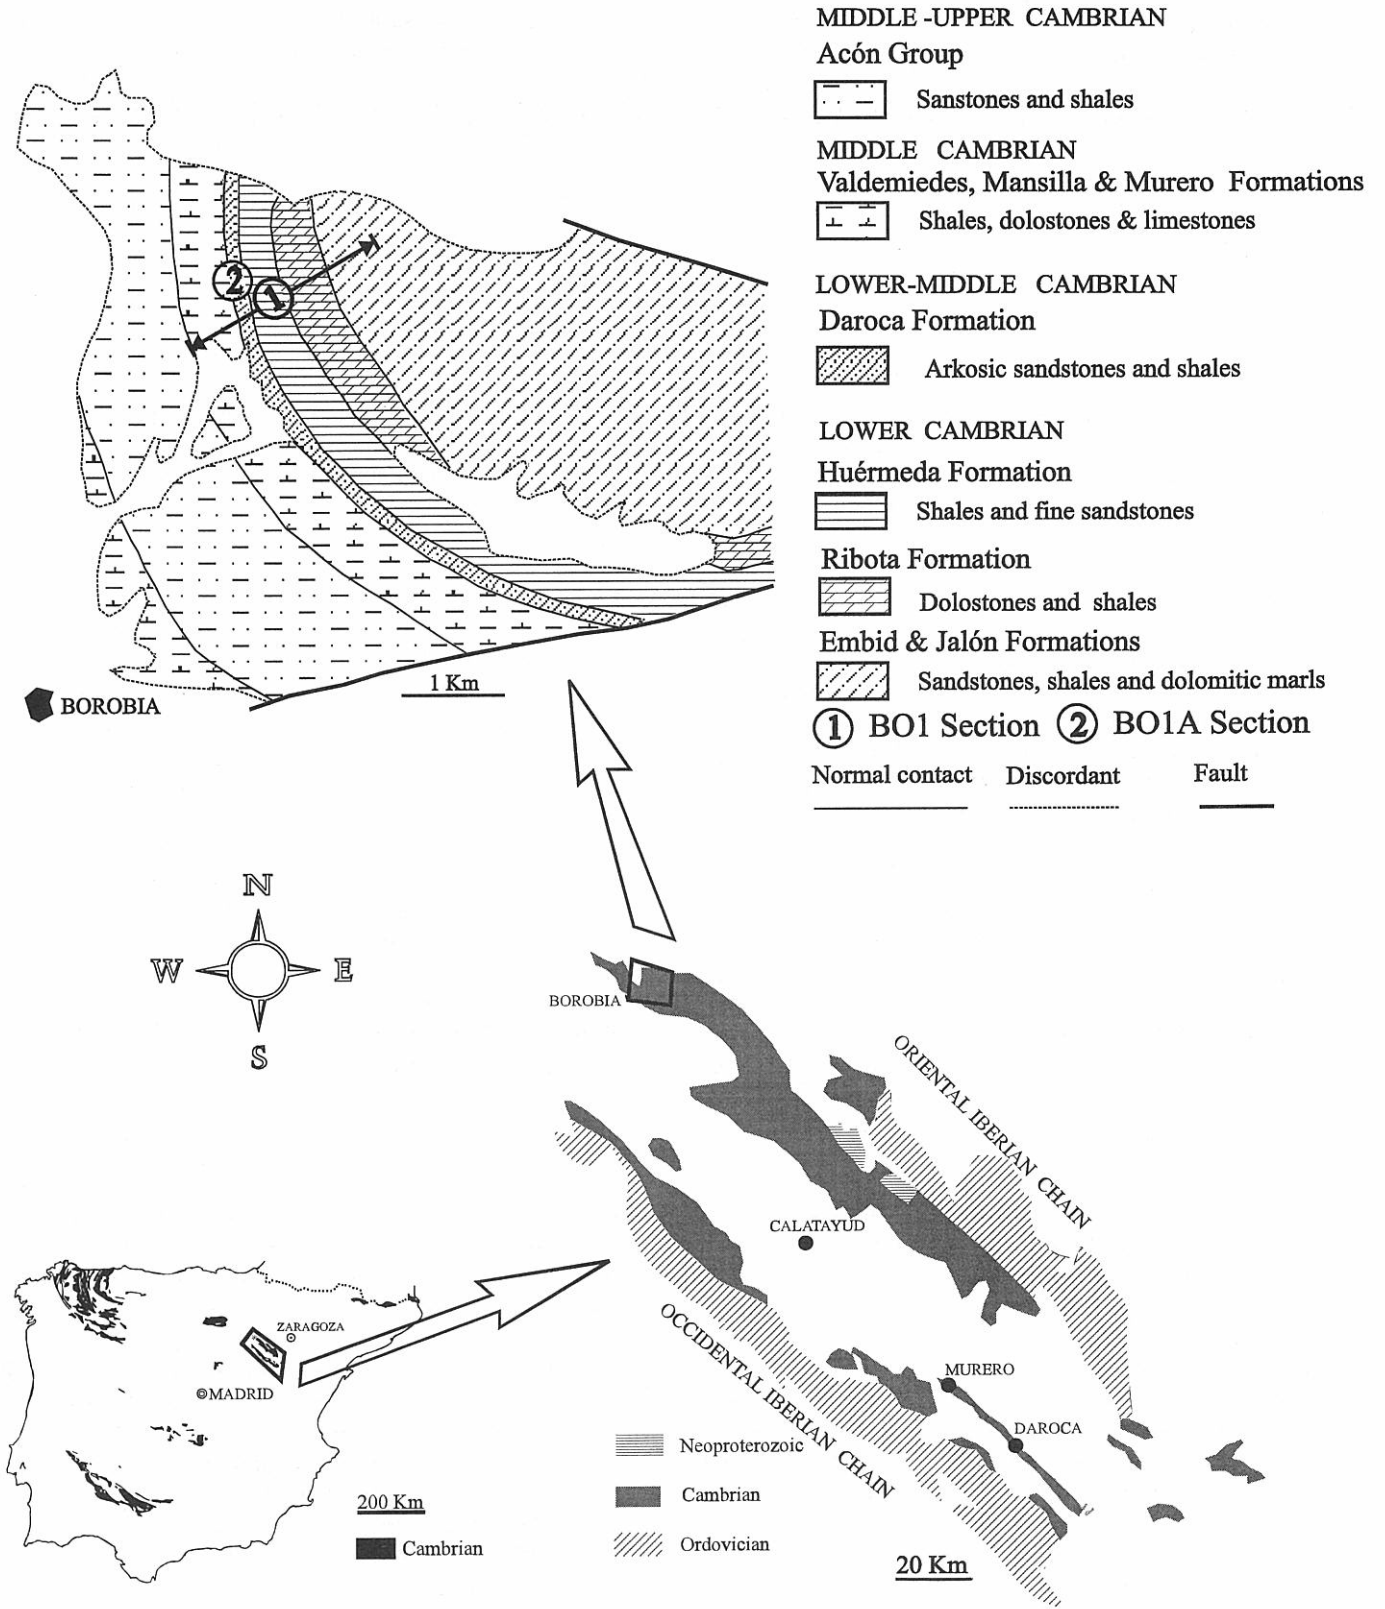 MIDDLE -UPPER CAMBRIAN
Acón Group
Sanstones and shales
MIDDLE CAMBRIAN
Valdemiedes, Mansilla & Murero Formations
Shales, dolostones & limestones
LOWER-MIDDLE CAMBRIAN
Daroca Formation
Arkosic sandstones and shales
LOWER CAMBRIAN
Huérmeda Formation
Shales and fine sandstones
Ribota Formation
Dolostones and shales
Embid & Jalón Formations
Sandstones, shales and dolomitic marls
1 BO1 Section 2 BO1A Section
Normal contact Discordant Fault
2
1
1 Km
BOROBIA
N
W E
S
BOROBIA
ORIENTAL IBERIAN CHAIN
CALATAYUD
OCCIDENTAL IBERIAN CHAIN
MURERO
DAROCA
Neoproterozoic
Cambrian
Ordovician
20 Km
ZARAGOZA
MADRID
200 Km
Cambrian